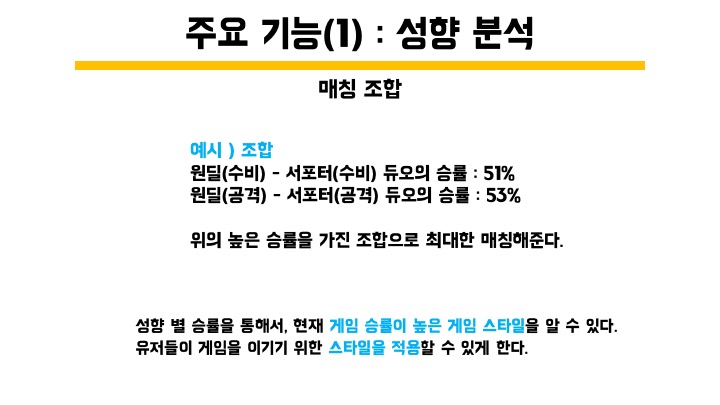 주요 기능(1) : 성향 분석
매칭 조합
예시 ) 조합
원딜(수비) - 서포터(수비) 듀오의 승률 : 51%
원딜(공격) - 서포터(공격) 듀오의 승률 : 53%
위의 높은 승률을 가진 조합으로 최대한 매칭해준다.
성향 별 승률을 통해서, 현재 게임 승률이 높은 게임 스타일을 알 수 있다.
유저들이 게임을 이기기 위한 스타일을 적용할 수 있게 한다.